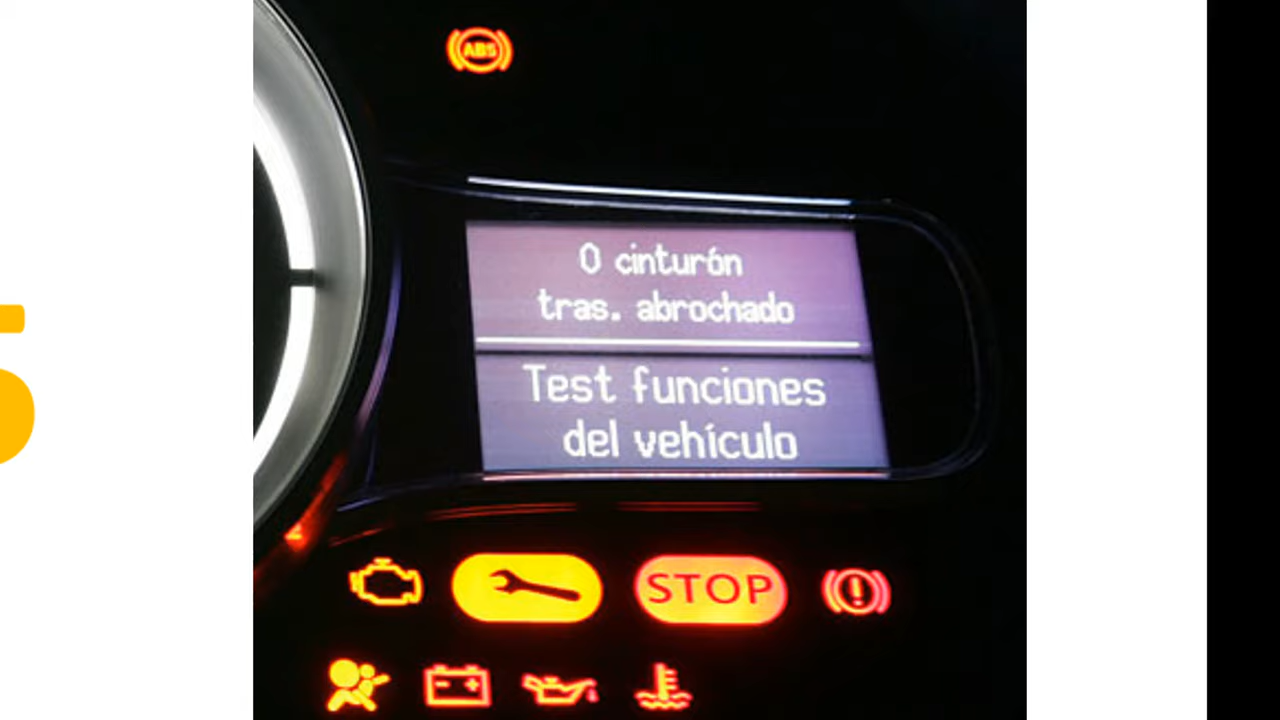 ABS
0 cinturón
tras. abrochado
Test funciones
del vehículo
STOP